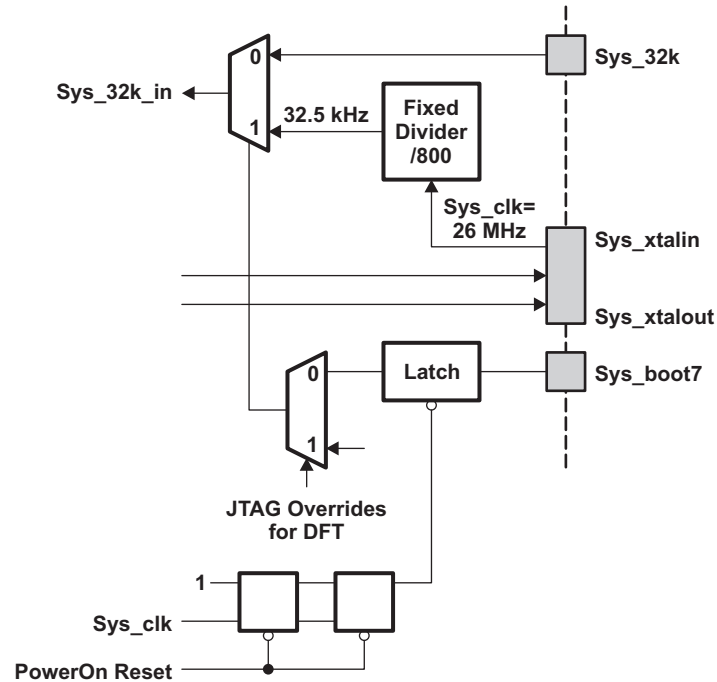 0
Sys_32k
Sys_32k_in
32.5 kHz
1
Fixed
Divider
/800
Sys_clk=
26 MHz
Sys_xtalin
Sys_xtalout
0
Latch
Sys_boot7
1
JTAG Overrides
for DFT
1
Sys_clk
PowerOn Reset